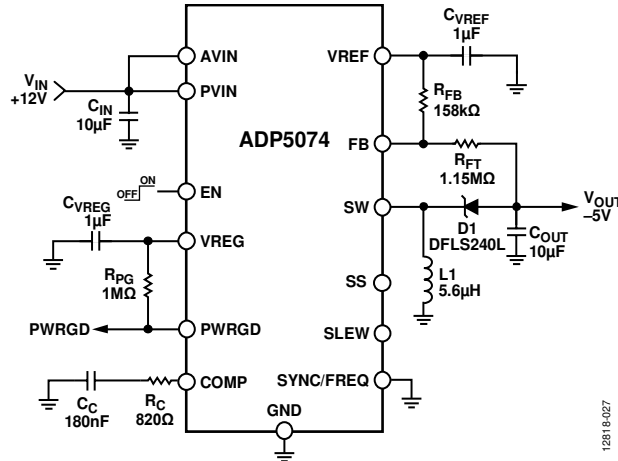 CVREF
1µF
AVIN
VREF
VIN
+12V
PVIN
RFB
158kΩ
CIN
10µF
ADP5074
FB
RFT
1.15MΩ
ON
OFF
EN
VOUT
–5V
SW
CVREG
1µF
D1
DFLS240L
COUT
10µF
VREG
L1
5.6µH
RPG
1MΩ
SS
PWRGD
PWRGD
SLEW
COMP
SYNC/FREQ
CC
180nF
RC
820Ω
GND
12818-027